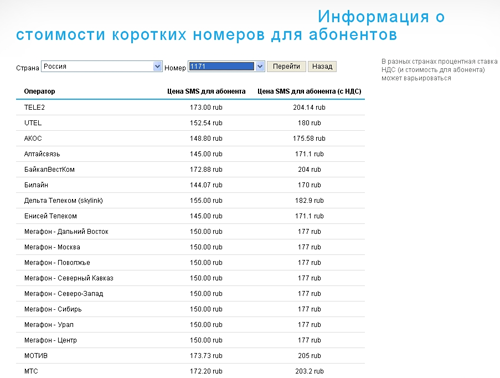 Информация о
стоимости коротких номеров для абонентов
Страна Россия Номер 1171 Перейти Назад
В разных странах процентная ставка
НДС (и стоимость для абонента)
может варьироваться
Оператор Цена SMS для абонента Цена SMS для абонента (с НДС)
TELE2 173.00 rub 204.14 rub
UTEL 152.54 rub 180 rub
АКОС 148.80 rub 175.58 rub
Алтайсвязь 145.00 rub 171.1 rub
БайкалВестКом 172.88 rub 204 rub
Билайн 144.07 rub 170 rub
Дельта Телеком (skylink) 155.00 rub 182.9 rub
Енисей Телеком 145.00 rub 171.1 rub
Мегафон - Дальний Восток 150.00 rub 177 rub
Мегафон - Москва 150.00 rub 177 rub
Мегафон - Поволжье 150.00 rub 177 rub
Мегафон - Северный Кавказ 150.00 rub 177 rub
Мегафон - Северо-Запад 150.00 rub 177 rub
Мегафон - Сибирь 150.00 rub 177 rub
Мегафон - Урал 150.00 rub 177 rub
Мегафон - Центр 150.00 rub 177 rub
МОТИВ 173.73 rub 205 rub
МТС 172.20 rub 203.2 rub